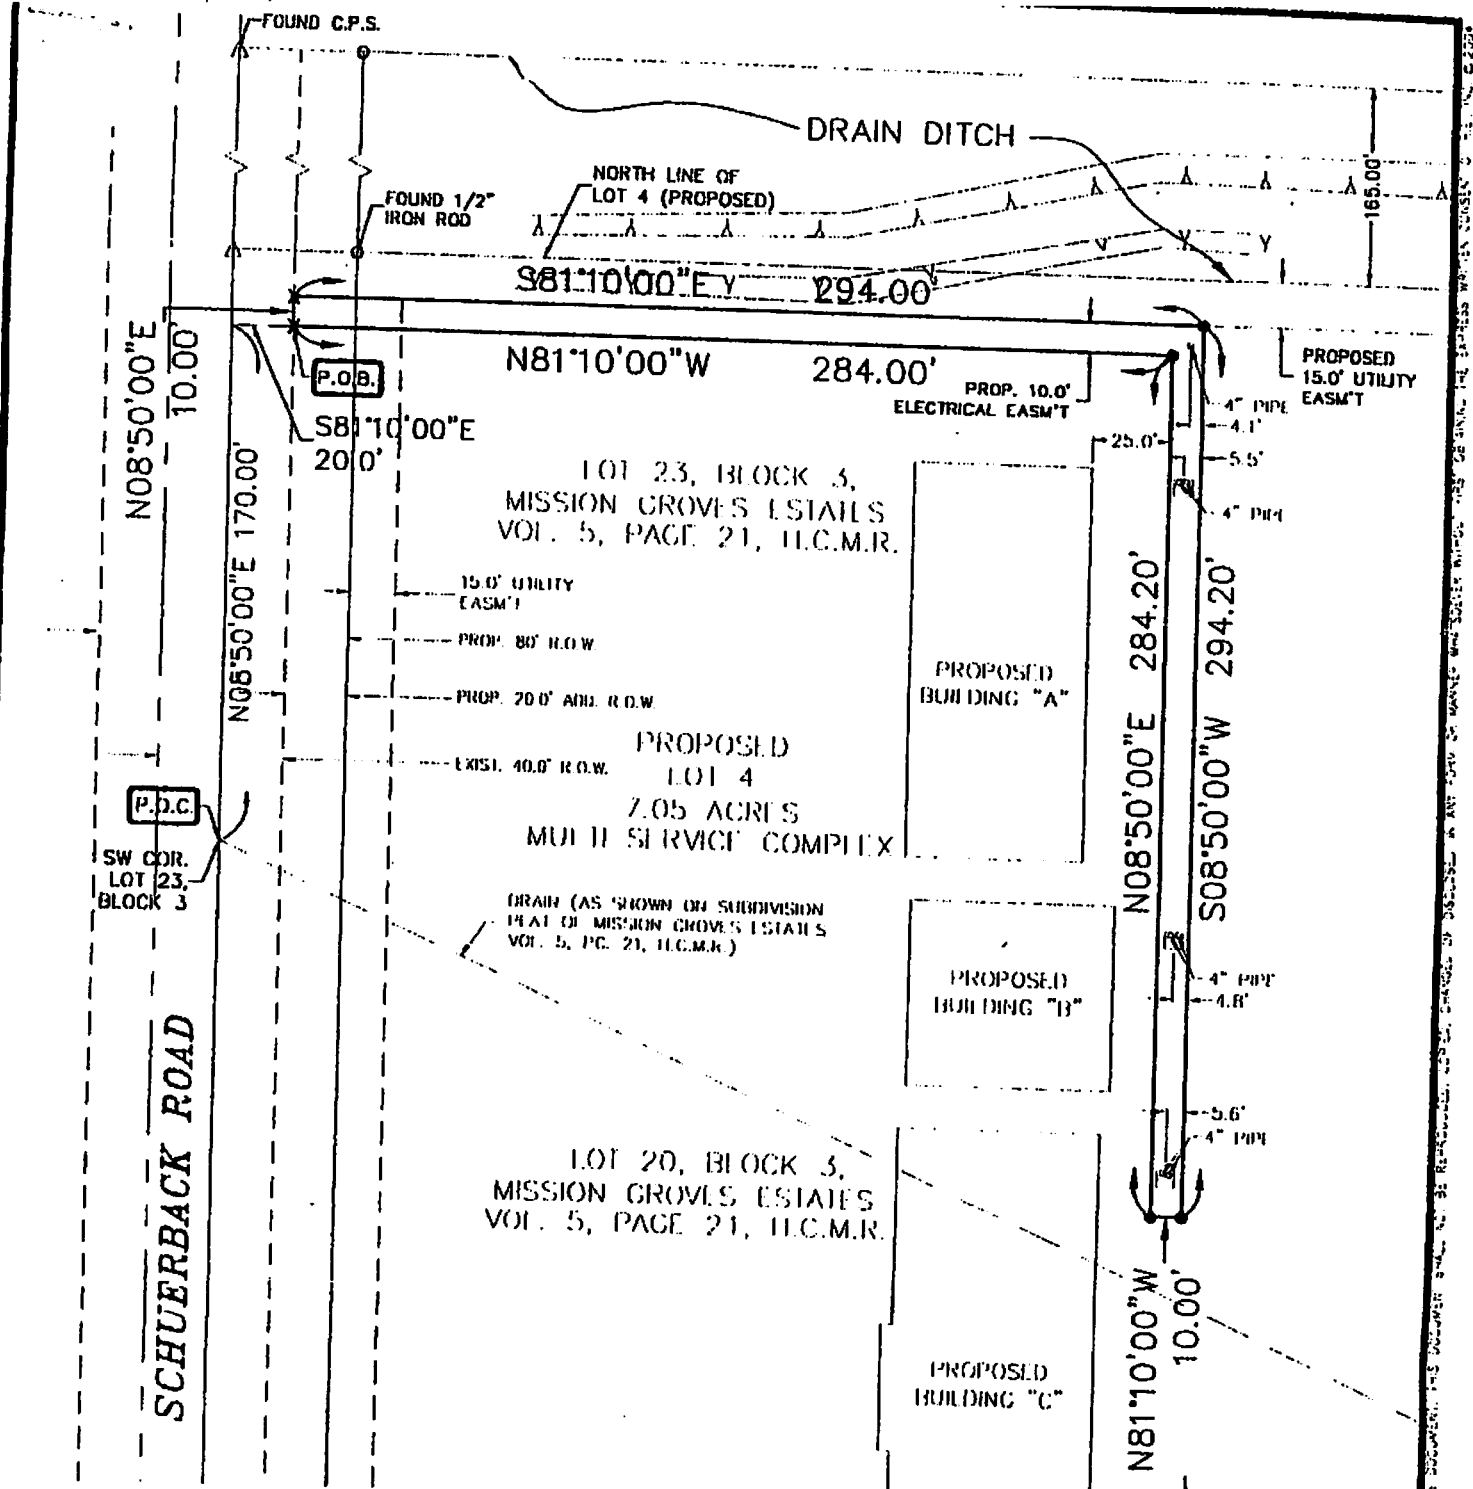 FOUND C.P.S.
DRAIN DITCH
NORTH LINE OF
LOT 4 (PROPOSED)
FOUND 1/2"
IRON ROD
165.00'
S81°10'00"E
294.00'
N81°10'00"W
284.00'
P.O.B.
N08°50'00"E
10.00'
S81°10'00"E
20.0'
PROP. 10.0'
ELECTRICAL EASM'T
PROPOSED
15.0' UTILITY
EASM'T
4" PIPE
4.1'
25.0'
5.5'
4" PIPE
LOT 23, BLOCK 3,
MISSION GROVES ESTATES
VOL. 5, PAGE 21, H.C.M.R.
N08°50'00"E 170.00'
15.0' UTILITY
EASM'T
PROP. 80' R.O.W.
PROP. 20.0' ADD. R.O.W.
EXIST. 40.0' R.O.W.
PROPOSED
LOT 4
7.05 ACRES
MULTI SERVICE COMPLEX
PROPOSED
BUILDING "A"
N08°50'00"E 284.20'
S08°50'00"W 294.20'
P.O.C.
SW COR.
LOT 23,
BLOCK 3
DRAIN (AS SHOWN ON SUBDIVISION
PLAT OF MISSION GROVES ESTATES
VOL. 5, PG. 21, H.C.M.R.)
PROPOSED
BUILDING "B"
4" PIPE
4.8'
5.6'
4" PIPE
SCHUERBACK ROAD
LOT 20, BLOCK 3,
MISSION GROVES ESTATES
VOL. 5, PAGE 21, H.C.M.R.
PROPOSED
BUILDING "C"
N81°10'00"W
10.00'